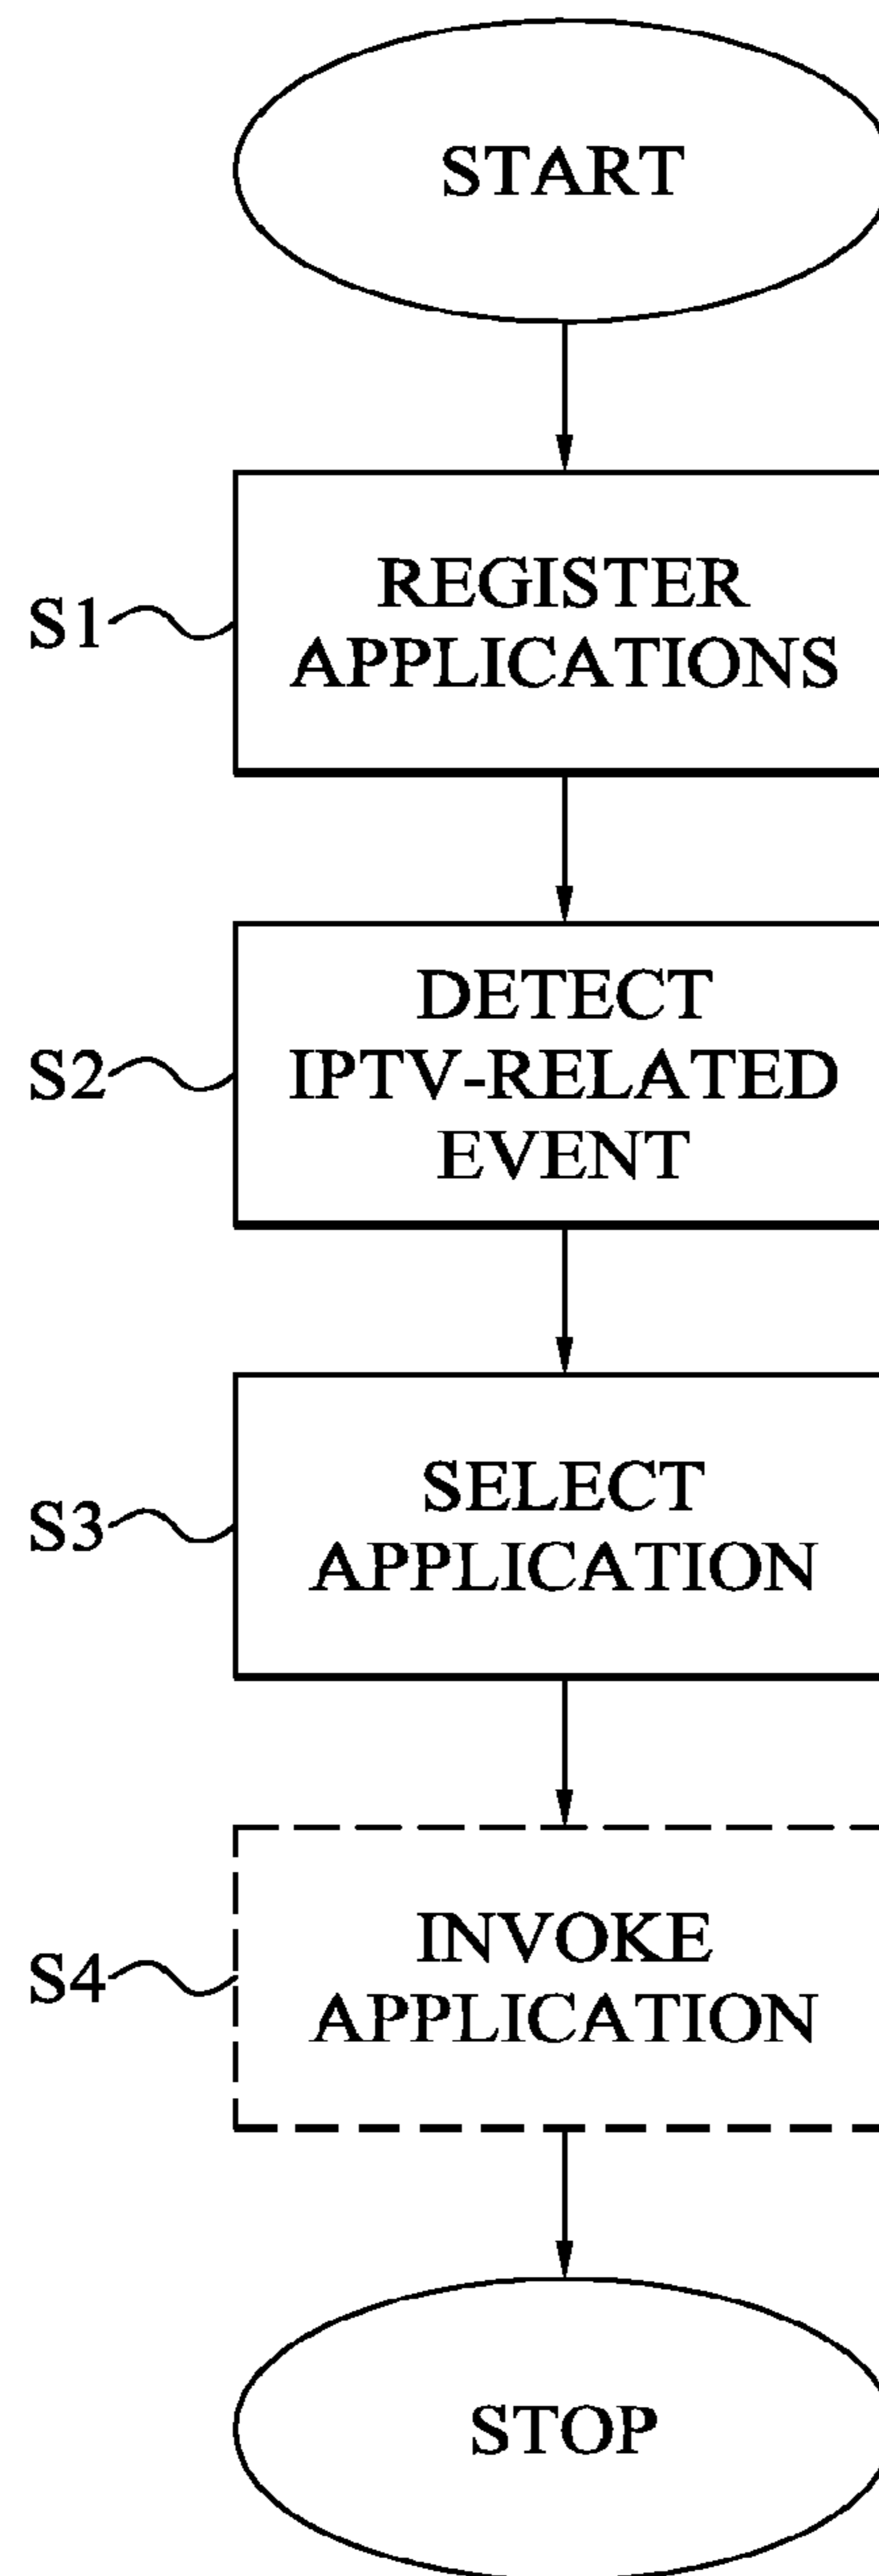 START
S1
REGISTER
APPLICATIONS
S2
DETECT
IPTV-RELATED
EVENT
S3
SELECT
APPLICATION
S4
INVOKE
APPLICATION
STOP